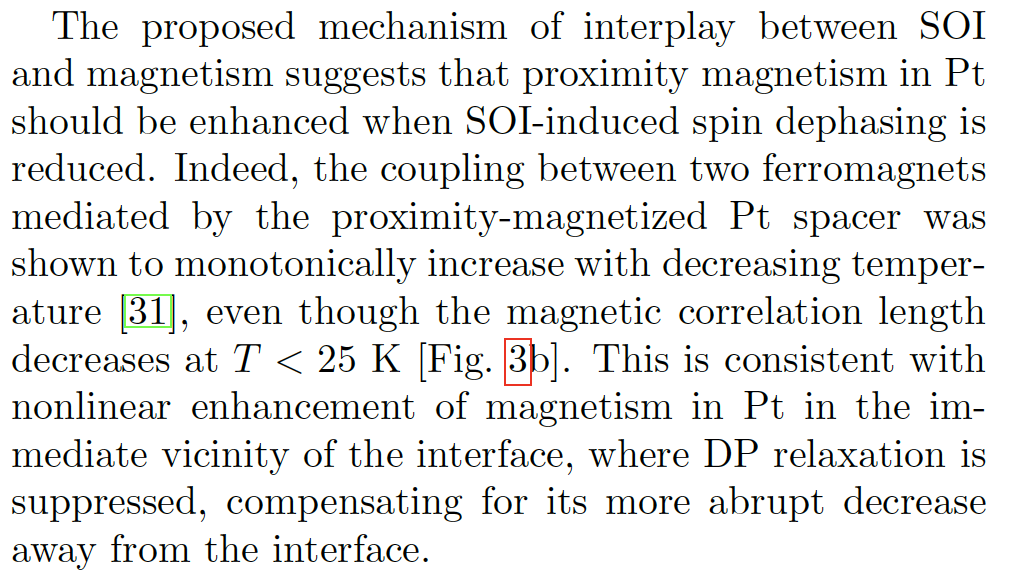 The proposed mechanism of interplay between SOI
and magnetism suggests that proximity magnetism in Pt
should be enhanced when SOI-induced spin dephasing is
reduced. Indeed, the coupling between two ferromagnets
mediated by the proximity-magnetized Pt spacer was
shown to monotonically increase with decreasing temper-
ature [31], even though the magnetic correlation length
decreases at T < 25 K [Fig. 3b]. This is consistent with
nonlinear enhancement of magnetism in Pt in the im-
mediate vicinity of the interface, where DP relaxation is
suppressed, compensating for its more abrupt decrease
away from the interface.